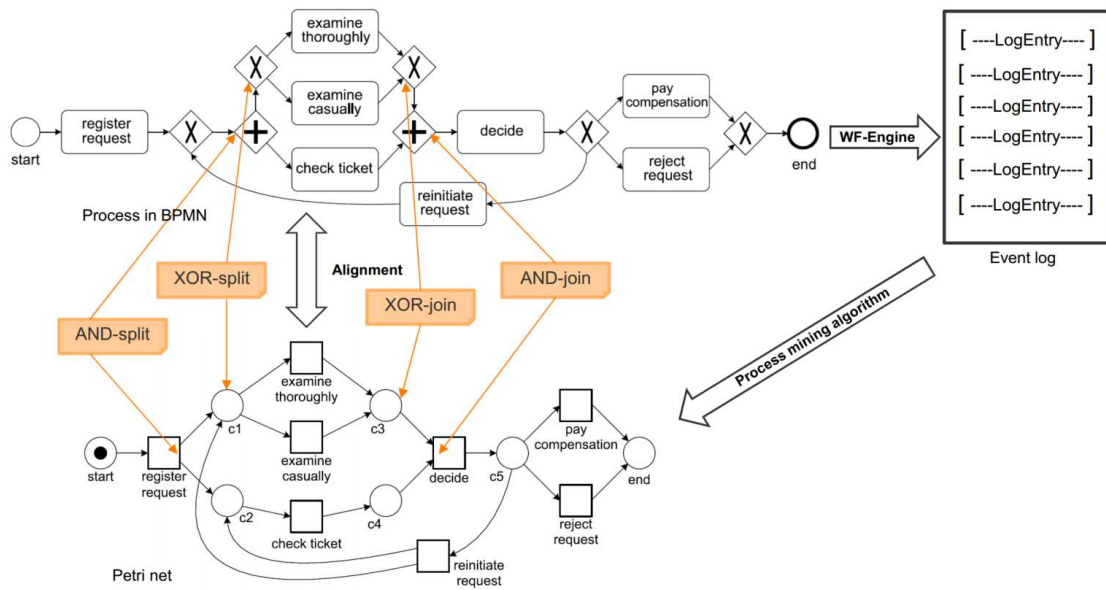 examine
thoroughly
examine
casually
check ticket
register
request
start
decide
pay
compensation
reject
request
end
reinitiate
request
Process in BPMN
WF-Engine
[ ----LogEntry---- ]
[ ----LogEntry---- ]
[ ----LogEntry---- ]
[ ----LogEntry---- ]
[ ----LogEntry---- ]
[ ----LogEntry---- ]
Event log
Alignment
XOR-split
AND-split
XOR-join
AND-join
Process mining algorithm
start
register
request
c1
c2
examine
thoroughly
examine
casually
check ticket
c3
c4
decide
c5
pay
compensation
reject
request
end
reinitiate
request
Petri net